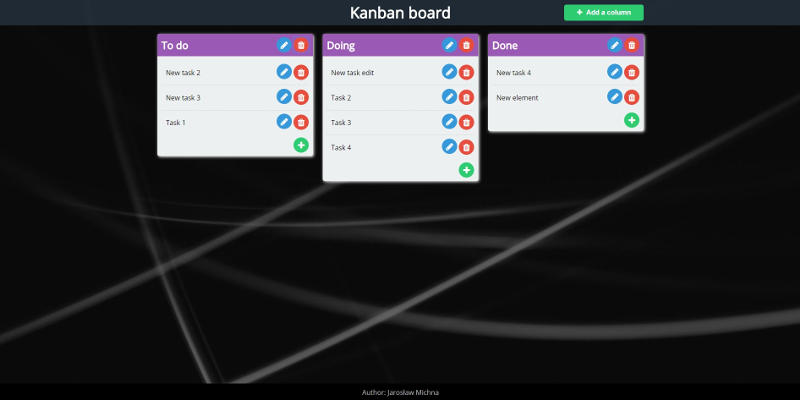 Kanban board
Add a column
To do
New task 2
New task 3
Task 1
Doing
New task edit
Task 2
Task 3
Task 4
Done
New task 4
New element
Author: Jarosław Michna